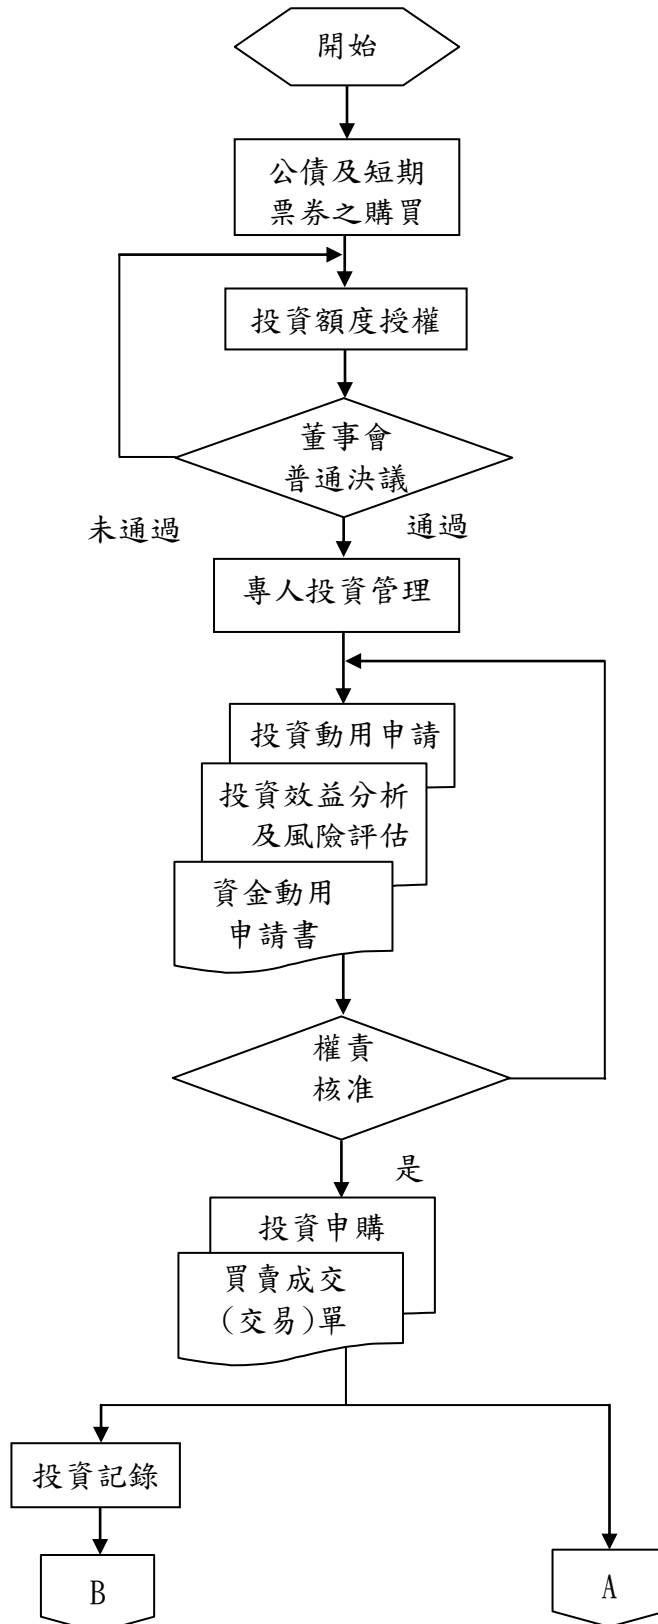 開始
公債及短期
票券之購買
投資額度授權
董事會
普通決議
未通過
通過
專人投資管理
投資動用申請
投資效益分析
及風險評估
資金動用
申請書
權責
核准
是
投資申購
買賣成交
(交易)單
投資記錄
B
A